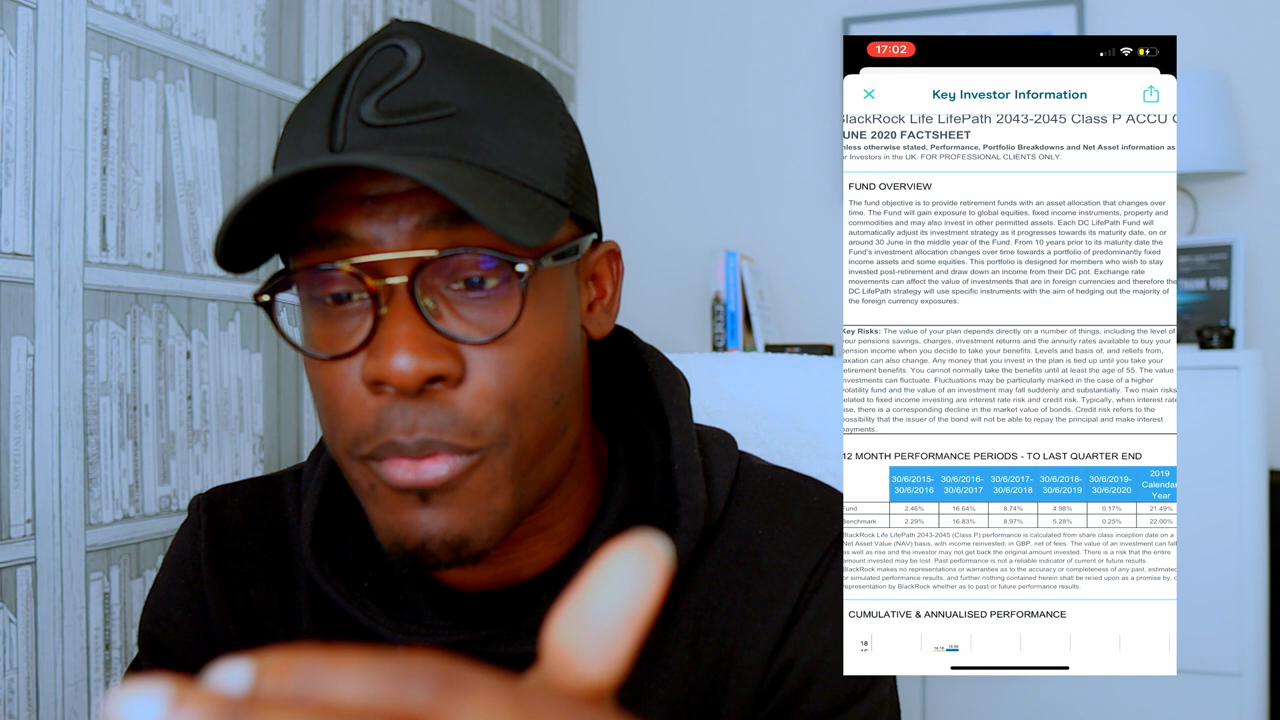 17:02
Key Investor Information
BlackRock Life LifePath 2043-2045 Class P ACCU
UNE 2020 FACTSHEET
nless otherwise stated, Performance, Portfolio Breakdowns and Net Asset information as
or Investors in the UK. FOR PROFESSIONAL CLIENTS ONLY.
FUND OVERVIEW
The fund objective is to provide retirement funds with an asset allocation that changes over
time. The Fund will gain exposure to global equities, fixed income instruments, property and
commodities and may also invest in other permitted assets. Each DC LifePath Fund will
automatically adjust its investment strategy as it progresses towards its maturity date, on or
around 30 June in the middle year of the Fund. From 10 years prior to its maturity date the
Fund's investment allocation changes over time towards a portfolio of predominantly fixed
income assets and some equities. This portfolio is designed for members who wish to stay
invested post-retirement and draw down an income from their DC pot. Exchange rate
movements can affect the value of investments that are in foreign currencies and therefore the
DC LifePath strategy will use specific instruments with the aim of hedging out the majority of
the foreign currency exposures.
Key Risks: The value of your plan depends directly on a number of things, including the level of
your pensions savings, charges, investment returns and the annuity rates available to buy your
pension income when you decide to take your benefits. Levels and basis of, and reliefs from,
axation can also change. Any money that you invest in the plan is tied up until you take your
etirement benefits. You cannot normally take the benefits until at least the age of 55. The value
nvestments can fluctuate. Fluctuations may be particularly marked in the case of a higher
volatility fund and the value of an investment may fall suddenly and substantially. Two main risks
elated to fixed income investing are interest rate risk and credit risk. Typically, when interest rate
ise, there is a corresponding decline in the market value of bonds. Credit risk refers to the
possibility that the issuer of the bond will not be able to repay the principal and make interest
payments.
12 MONTH PERFORMANCE PERIODS - TO LAST QUARTER END
30/6/2015- 30/6/2016- 30/6/2017- 30/6/2018- 30/6/2019- 2019 Calendar Year
30/6/2016 30/6/2017 30/6/2018 30/6/2019 30/6/2020
Fund 2.46% 16.64% 8.74% 4.98% 0.17% 21.49%
Benchmark 2.29% 16.83% 8.97% 5.28% 0.25% 22.00%
BlackRock Life LifePath 2043-2045 (Class P) performance is calculated from share class inception date on a
Net Asset Value (NAV) basis, with income reinvested, in GBP, net of fees. The value of an investment can fall
as well as rise and the investor may not get back the original amount invested. There is a risk that the entire
amount invested may be lost. Past performance is not a reliable indicator of current or future results
BlackRock makes no representations or warranties as to the accuracy or completeness of any past, estimated
or simulated performance results, and further nothing contained herein shall be relied upon as a promise by, o
representation by BlackRock whether as to past or future performance results.
CUMULATIVE & ANNUALISED PERFORMANCE
18